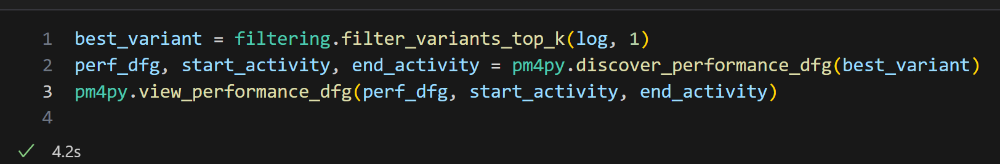 1 best_variant = filtering.filter_variants_top_k(log, 1)
2 perf_dfg, start_activity, end_activity = pm4py.discover_performance_dfg(best_variant)
3 pm4py.view_performance_dfg(perf_dfg, start_activity, end_activity)
4
4.2s